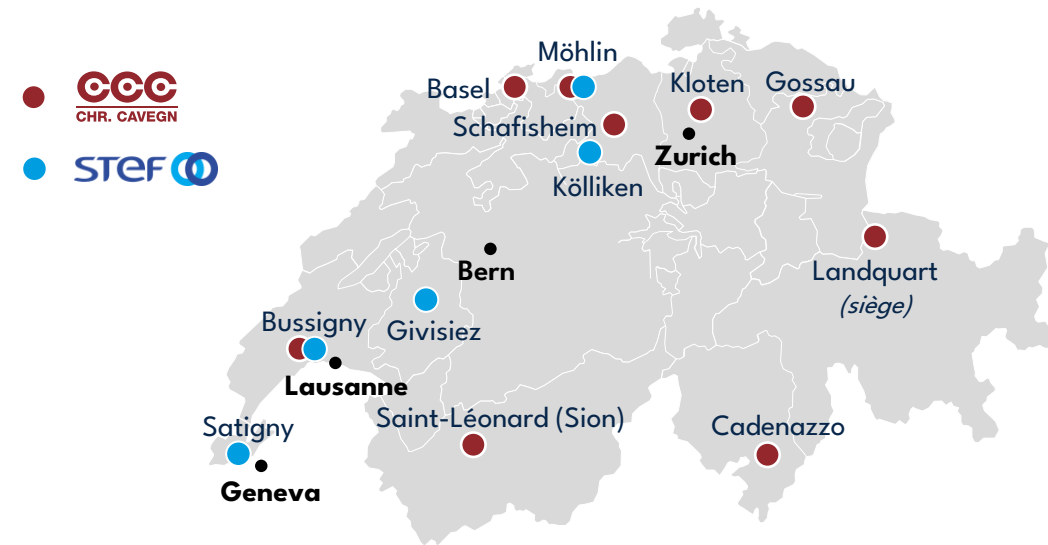 CCC
CHR. CAVEGN
STEF
Möhlin
Basel
Kloten
Gossau
Schafisheim
Zurich
Kölliken
Bern
Landquart
(siège)
Bussigny
Givisiez
Lausanne
Saint-Léonard (Sion)
Cadenazzo
Satigny
Geneva